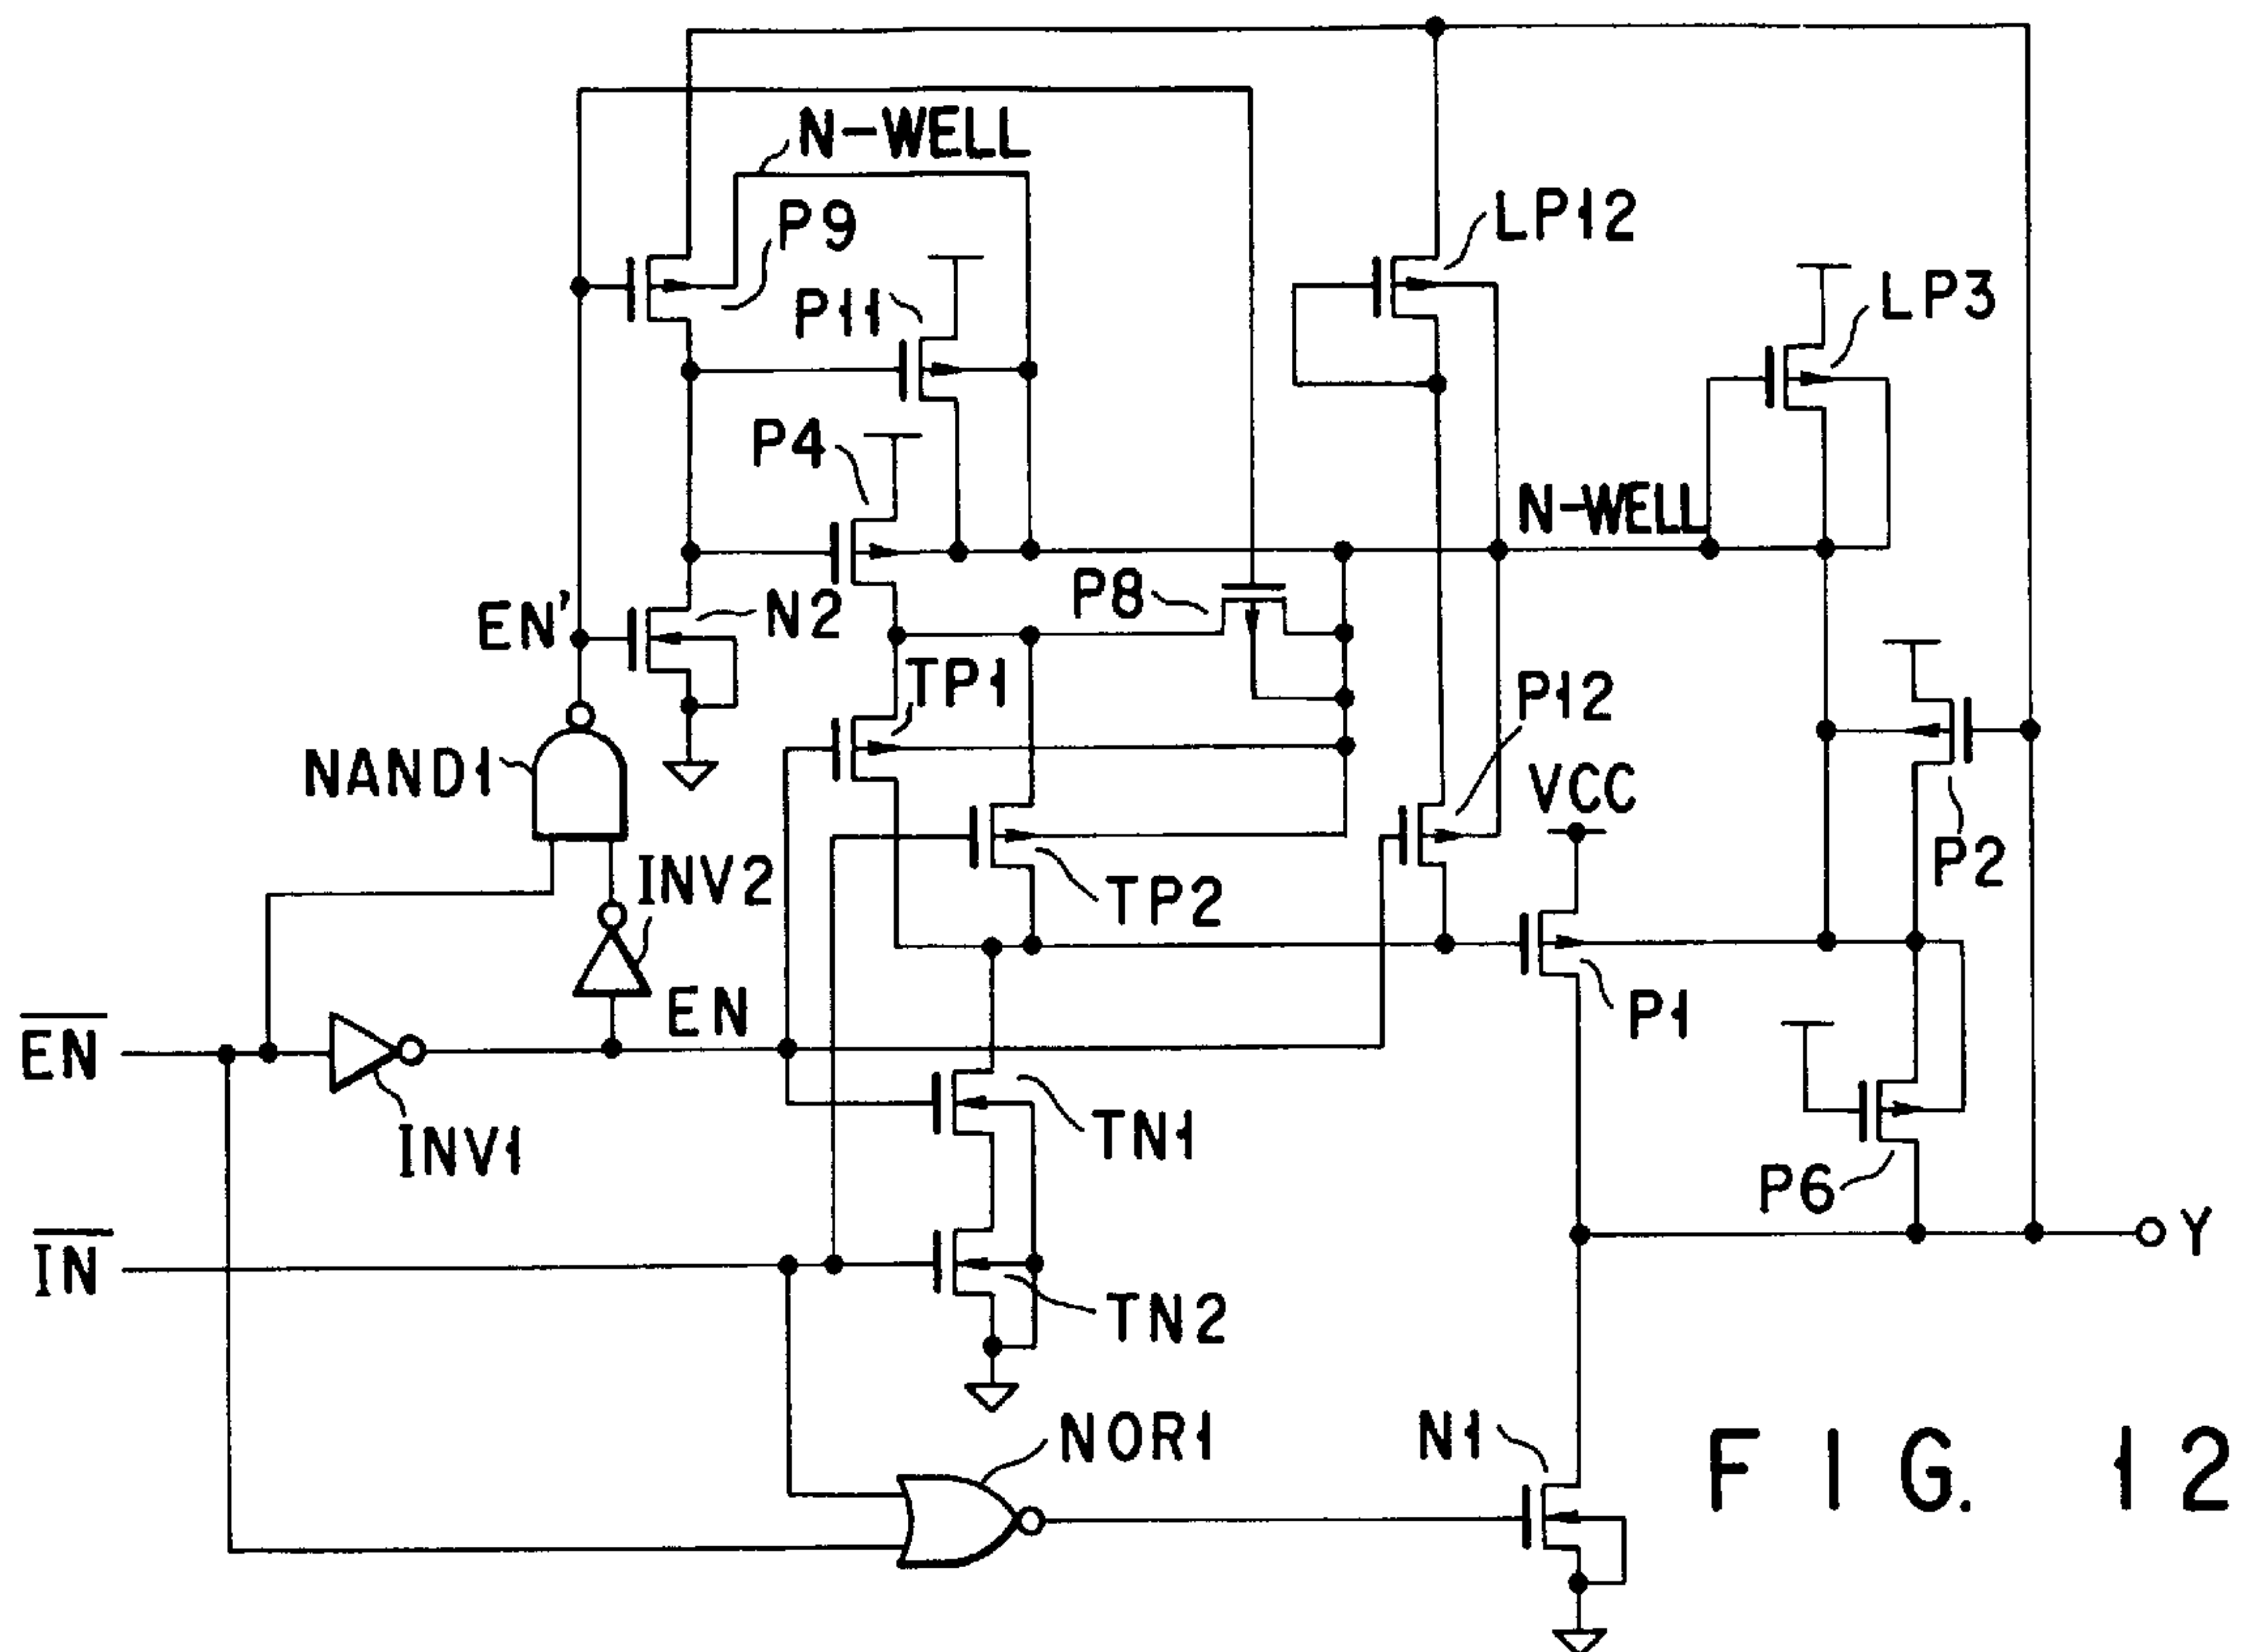 N-WELL
P9
LP12
P11
LP3
P4
N-WELL
P8
EN'
N2
TP1
P12
NAND1
VCC
P2
INV2
TP2
EN
P1
EN
INV1
TN1
P6
IN
Y
TN2
NOR1
N1
FIG. 12